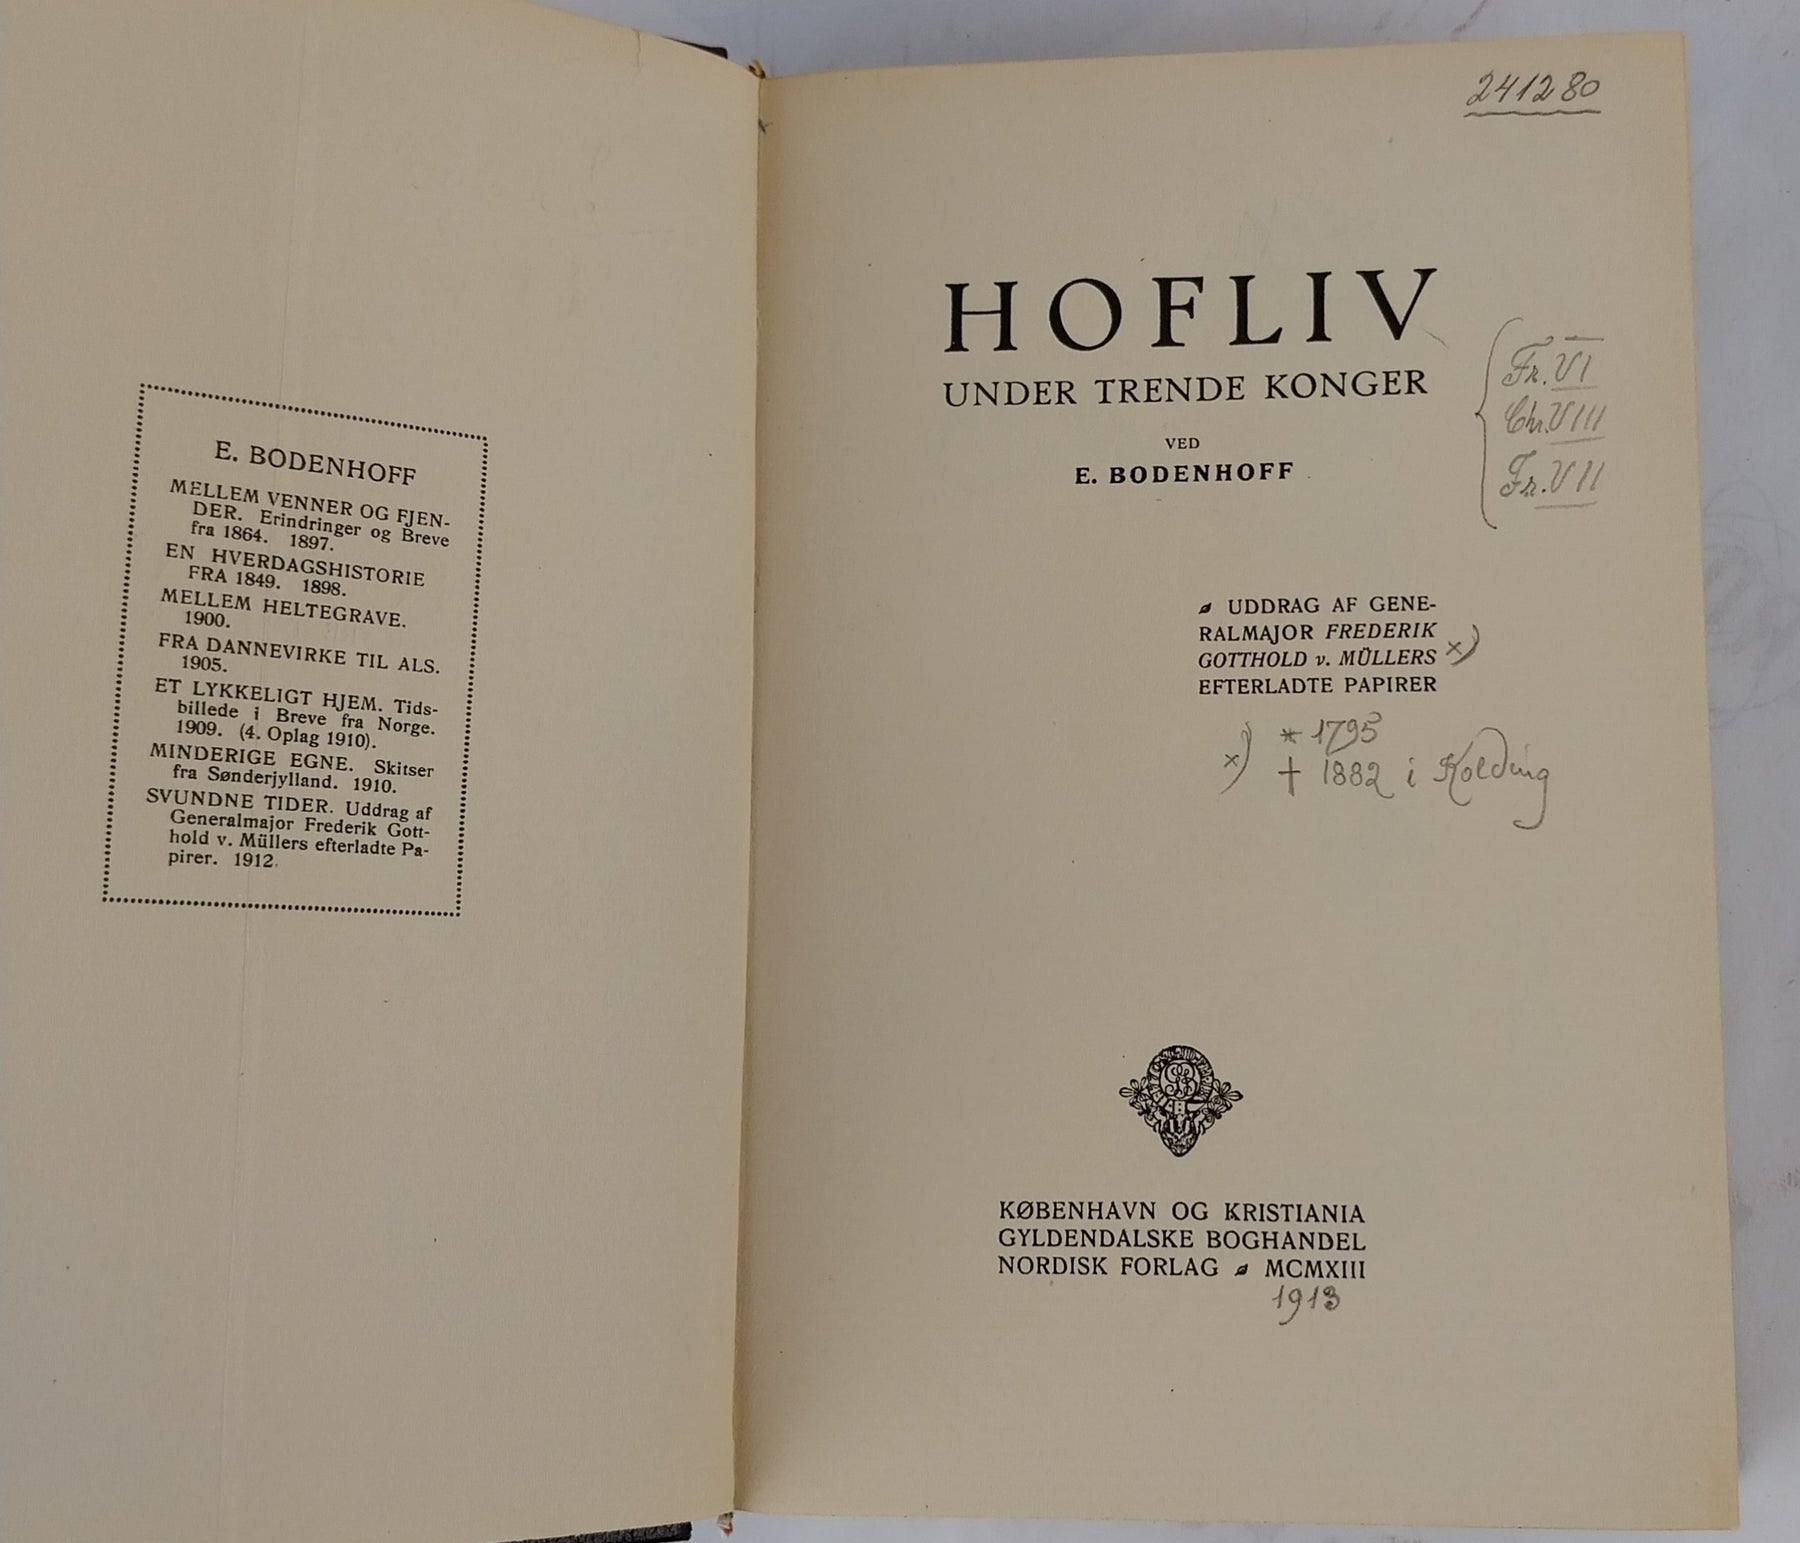 E. BODENHOFF
MELLEM VENNER OG FJEN-
DER. Erindringer og Breve
fra 1864. 1897.
EN HVERDAGSHISTORIE
FRA 1849. 1898.
MELLEM HELTEGRAVE.
1900.
FRA DANNEVIRKE TIL ALS.
1905.
ET LYKKELIGT HJEM. Tids-
billede i Breve fra Norge.
1909. (4. Oplag 1910).
MINDERIGE EGNE. Skitser
fra Sønderjylland. 1910.
SVUNDNE TIDER. Uddrag af
Generalmajor Frederik Gott-
hold v. Müllers efterladte Pa-
pirer. 1912.
241280
HOFLIV
UNDER TRENDE KONGER
VED
E. BODENHOFF
Fr. VI
Chr. VIII
Fr. VII
UDDRAG AF GENE-
RALMAJOR FREDERIK
GOTTHOLD v. MÜLLERS x)
EFTERLADTE PAPIRER
x) * 1795
† 1882 i Kolding
KØBENHAVN OG KRISTIANIA
GYLDENDALSKE BOGHANDEL
NORDISK FORLAG MCMXIII
1913